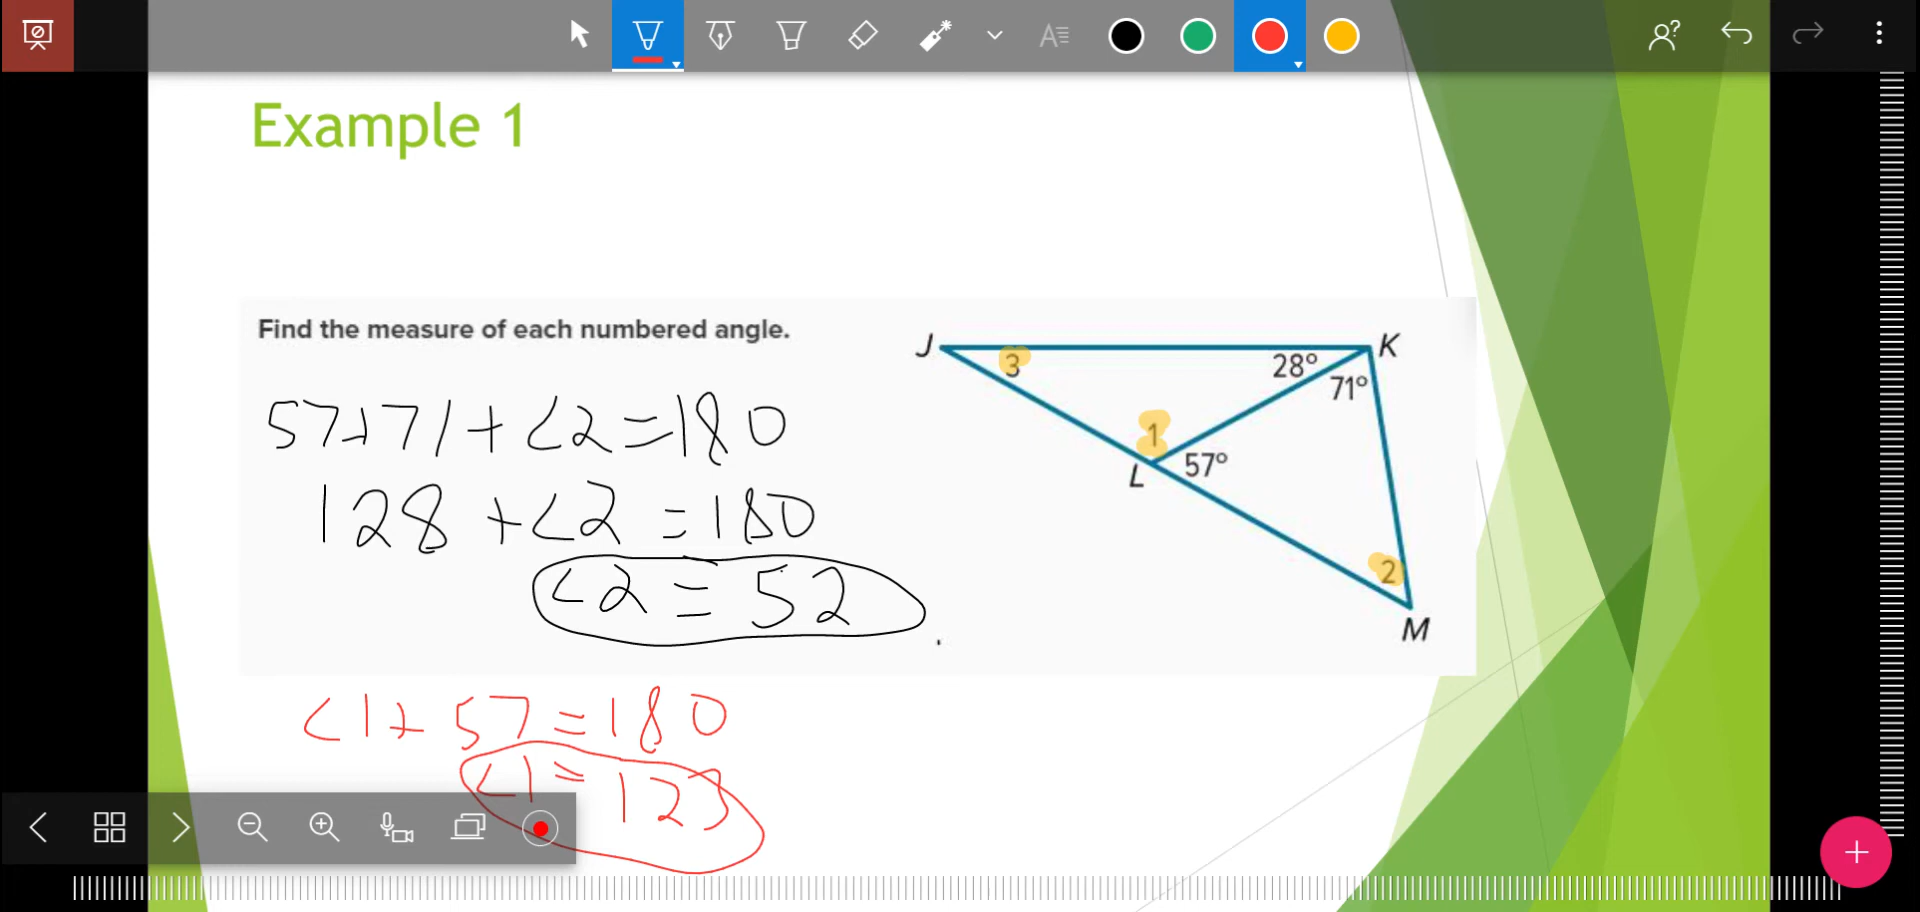 Example 1
Find the measure of each numbered angle.
57+71+<2=180
128+<2=180
<2=52
<1+57=180
<1=123
J
3
28°
K
71°
1
L
57°
2
M